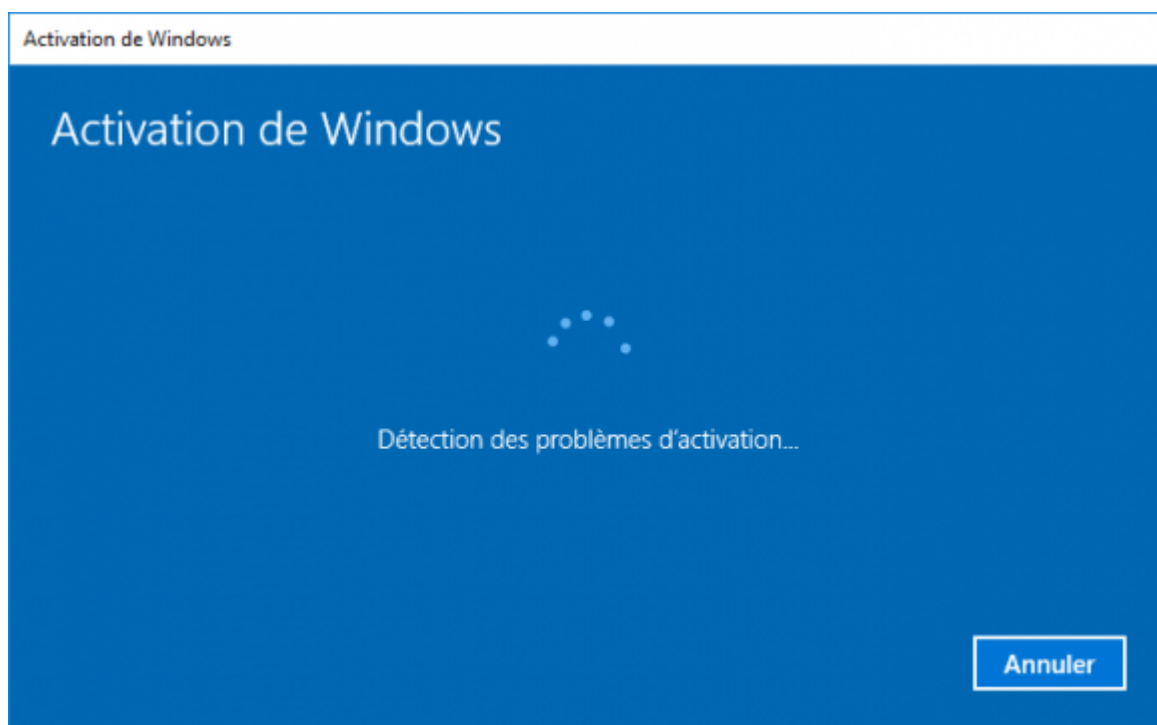 Activation de Windows
Activation de Windows
Détection des problèmes d'activation...
Annuler